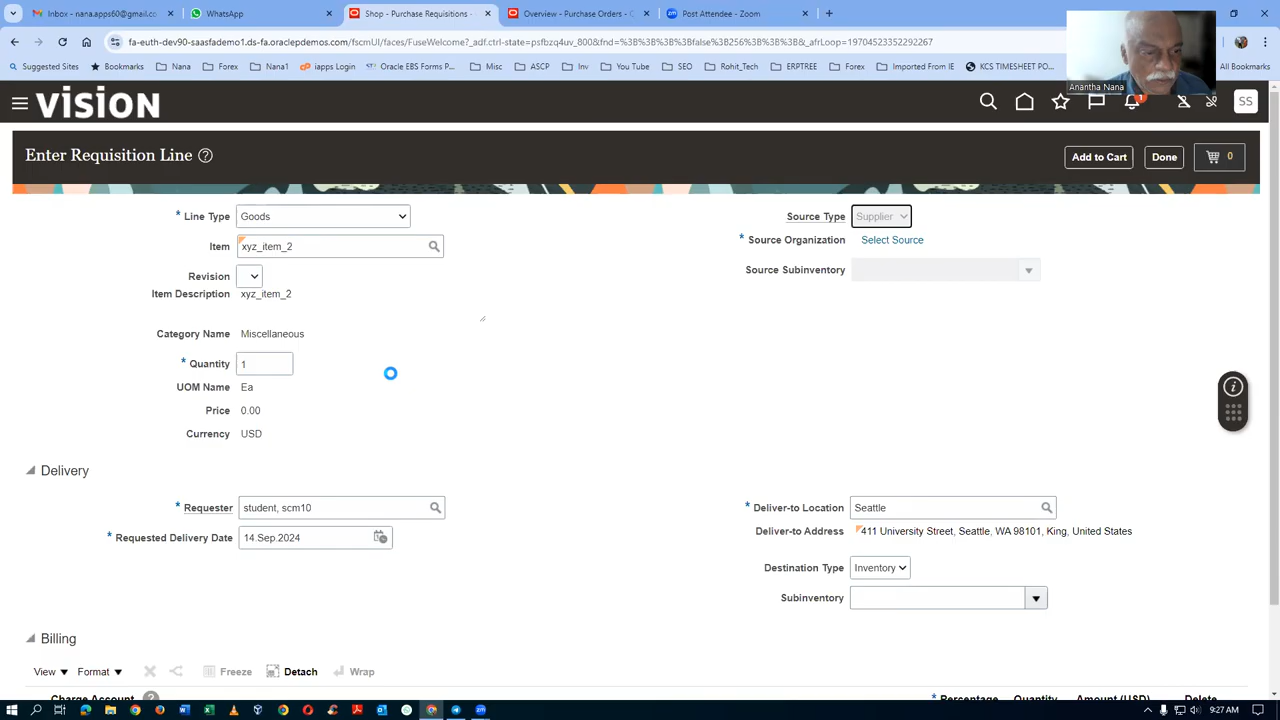 nanarajesh.apps60@gmail.co
WhatsApp
Shop - Purchase Requisitions -
Overview - Purchase Orders - O
Post Attendee - Zoom
fa-euth-dev90-saasfademo1.ds-fa.oraclepdemos.com/fscmUI/faces/FuseWelcome?_adf.ctrl-state=psfbzq4uv_800&fnd=%3B%3B%3B%3Bfalse%3B256%3B%3B%3B&_afrLoop=19704523352292267
Suggested Sites
Nana
Forex
iapps Login
Oracle EBS Forms P...
Misc
ASCP
Inv
You Tube
SEO
Rohit_Tech
ERPTREE
Forex
Imported From IE
KCS TIMESHEET PO...
Anantha Nana
VISION
1
SS
Enter Requisition Line
Add to Cart
Done
0
* Line Type Goods
Source Type Supplier
Item xyz_item_2
* Source Organization Select Source
Revision
Source Subinventory
Item Description xyz_item_2
Category Name Miscellaneous
* Quantity 1
UOM Name Ea
Price 0.00
Currency USD
Delivery
* Requester student, scm10
* Deliver-to Location Seattle
* Requested Delivery Date 14.Sep.2024
Deliver-to Address 411 University Street, Seattle, WA 98101, King, United States
Destination Type Inventory
Subinventory
Billing
View Format Freeze Detach Wrap
Charge Account * Percentage Quantity Amount (USD) Delete
9:27 AM